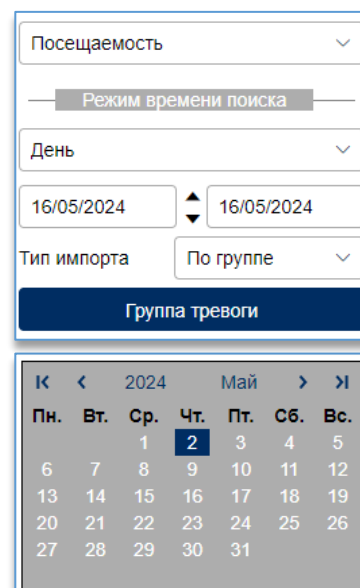 Посещаемость
Режим времени поиска
День
16/05/2024 16/05/2024
Тип импорта По группе
Группа тревоги
2024 Май
Пн. Вт. Ср. Чт. Пт. Сб. Вс.
1 2 3 4 5
6 7 8 9 10 11 12
13 14 15 16 17 18 19
20 21 22 23 24 25 26
27 28 29 30 31